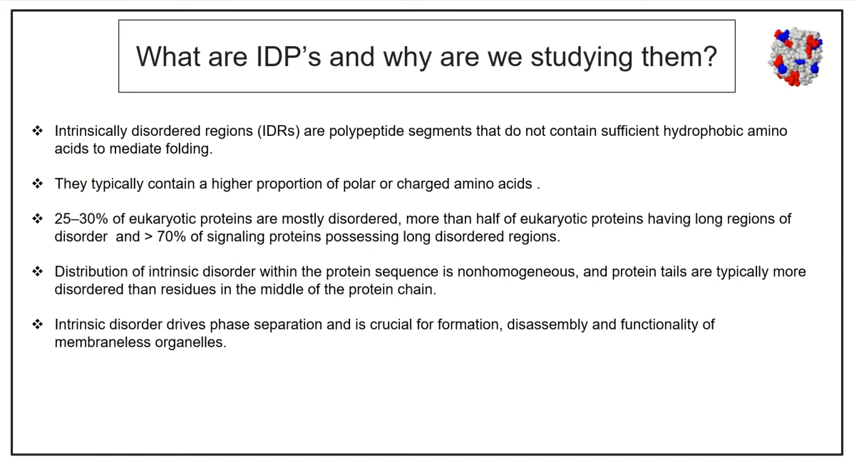 What are IDP's and why are we studying them?
❖ Intrinsically disordered regions (IDRs) are polypeptide segments that do not contain sufficient hydrophobic amino
acids to mediate folding.
❖ They typically contain a higher proportion of polar or charged amino acids .
❖ 25–30% of eukaryotic proteins are mostly disordered, more than half of eukaryotic proteins having long regions of
disorder  and > 70% of signaling proteins possessing long disordered regions.
❖ Distribution of intrinsic disorder within the protein sequence is nonhomogeneous, and protein tails are typically more
disordered than residues in the middle of the protein chain.
❖ Intrinsic disorder drives phase separation and is crucial for formation, disassembly and functionality of
membraneless organelles.